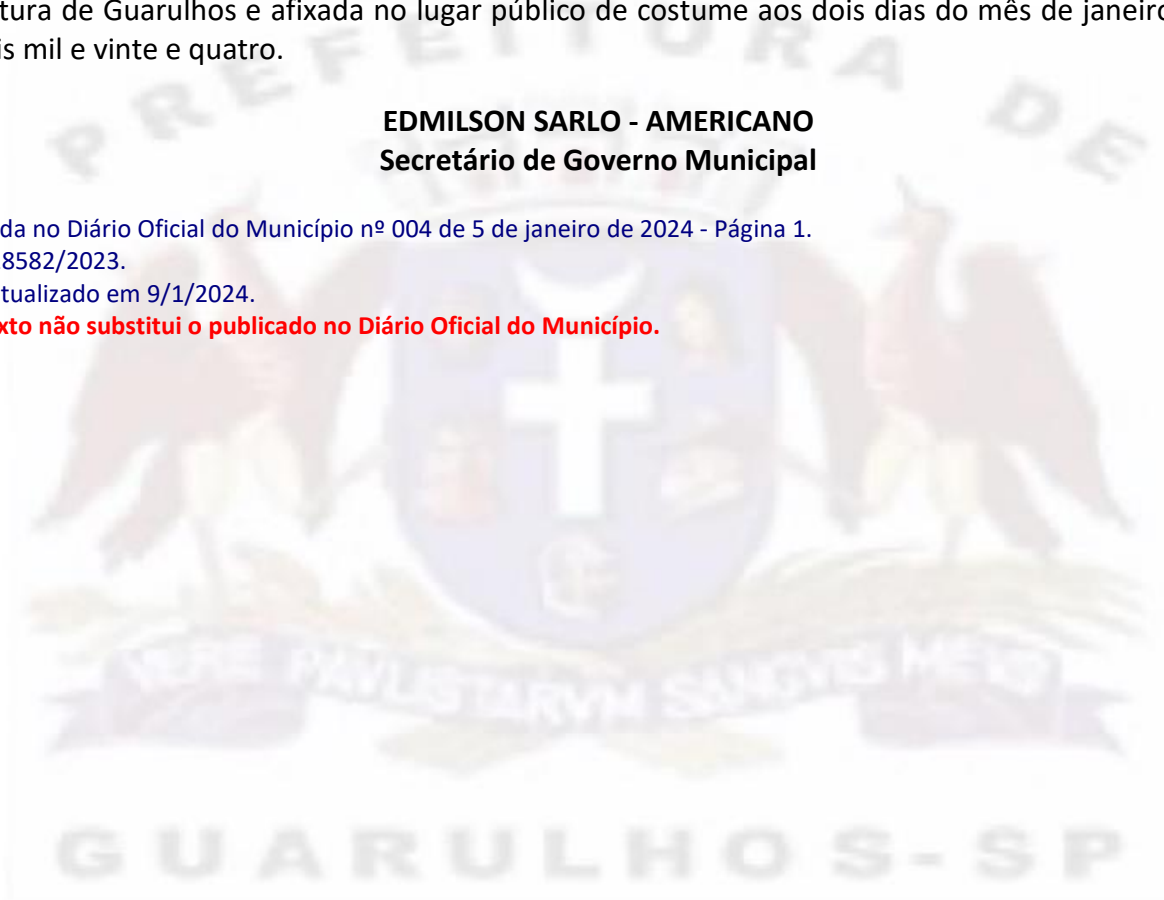 tura de Guarulhos e afixada no lugar público de costume aos dois dias do mês de janeiro
is mil e vinte e quatro.
PREFEITURA DE
EDMILSON SARLO - AMERICANO
Secretário de Governo Municipal
da no Diário Oficial do Município nº 004 de 5 de janeiro de 2024 - Página 1.
8582/2023.
tualizado em 9/1/2024.
xto não substitui o publicado no Diário Oficial do Município.
VERE PAVLISTARVM SANGVIS MEVS
GUARULHOS-SP